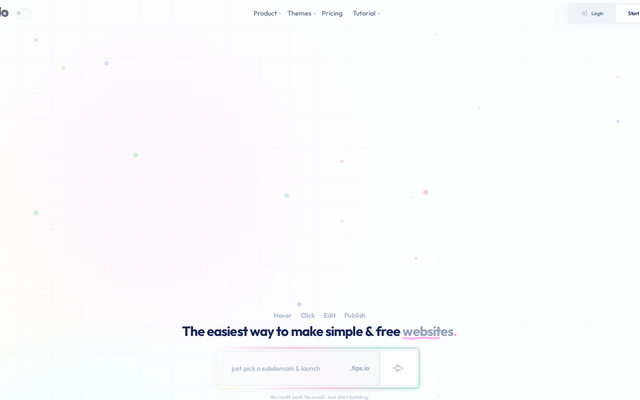 io
Product Themes Pricing Tutorial
Login
Start
Hover Click Edit Publish
The easiest way to make simple & free websites.
just pick a subdomain & launch
.5ps.io
No credit card. No email. Just start building.